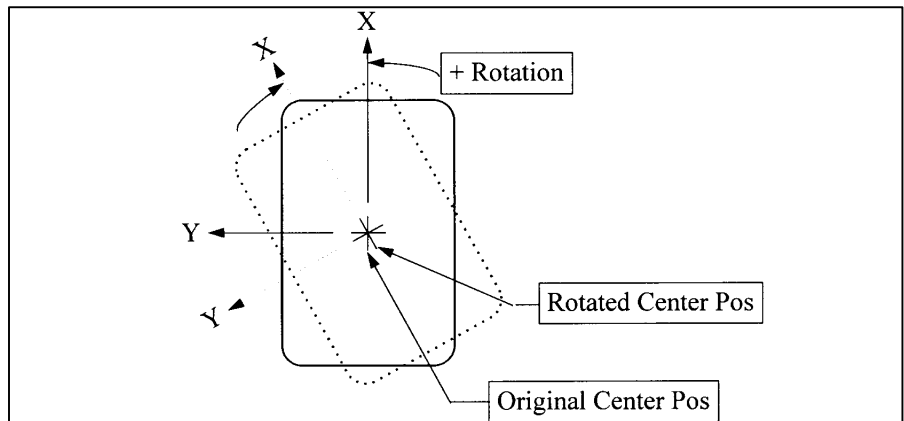 X
X
+ Rotation
Y
Y
Rotated Center Pos
Original Center Pos